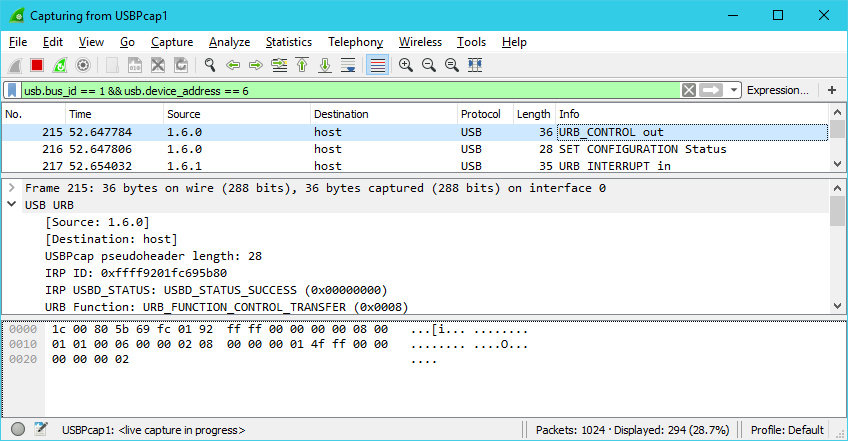 Capturing from USBPcap1
File Edit View Go Capture Analyze Statistics Telephony Wireless Tools Help
usb.bus_id == 1 && usb.device_address == 6 Expression... +
No. Time Source Destination Protocol Length Info
215 52.647784 1.6.0 host USB 36 URB_CONTROL out
216 52.647806 1.6.0 host USB 28 SET CONFIGURATION Status
217 52.654032 1.6.1 host USB 35 URB INTERRUPT in
Frame 215: 36 bytes on wire (288 bits), 36 bytes captured (288 bits) on interface 0
USB URB
[Source: 1.6.0]
[Destination: host]
USBPcap pseudoheader length: 28
IRP ID: 0xffff9201fc695b80
IRP USBD_STATUS: USBD_STATUS_SUCCESS (0x00000000)
URB Function: URB_FUNCTION_CONTROL_TRANSFER (0x0008)
0000 1c 00 80 5b 69 fc 01 92 ff ff 00 00 00 00 08 00 ...[i... ........
0010 01 01 00 06 00 00 02 08 00 00 00 01 4f ff 00 00 ........ ....O...
0020 00 00 00 02 ....
USBPcap1: <live capture in progress> Packets: 1024 · Displayed: 294 (28.7%) Profile: Default